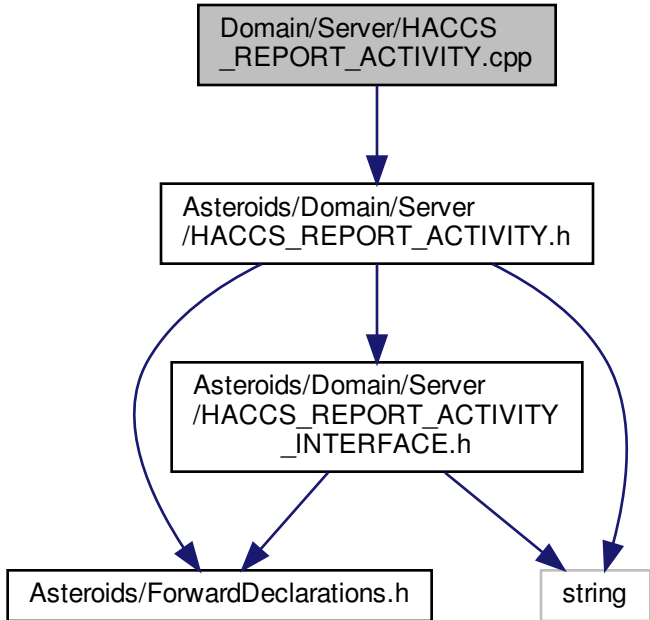 Domain/Server/HACCS
_REPORT_ACTIVITY.cpp
Asteroids/Domain/Server
/HACCS_REPORT_ACTIVITY.h
Asteroids/Domain/Server
/HACCS_REPORT_ACTIVITY
_INTERFACE.h
Asteroids/ForwardDeclarations.h
string